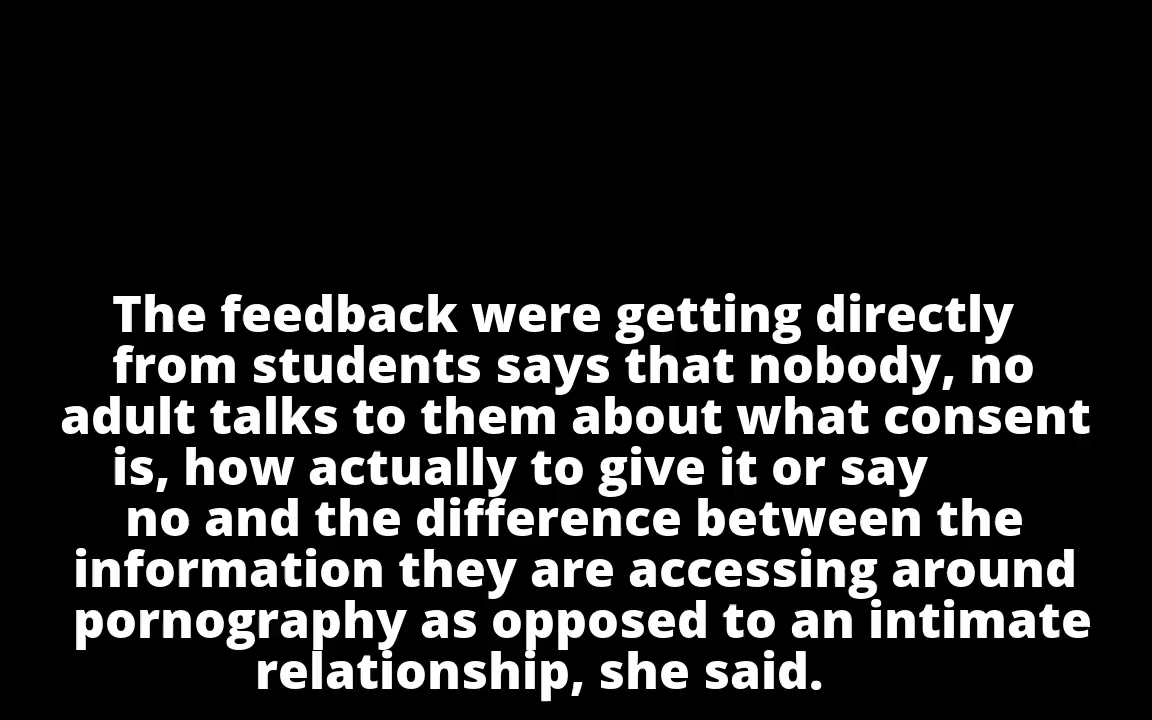 The feedback were getting directly
from students says that nobody, no
adult talks to them about what consent
is, how actually to give it or say
no and the difference between the
information they are accessing around
pornography as opposed to an intimate
relationship, she said.